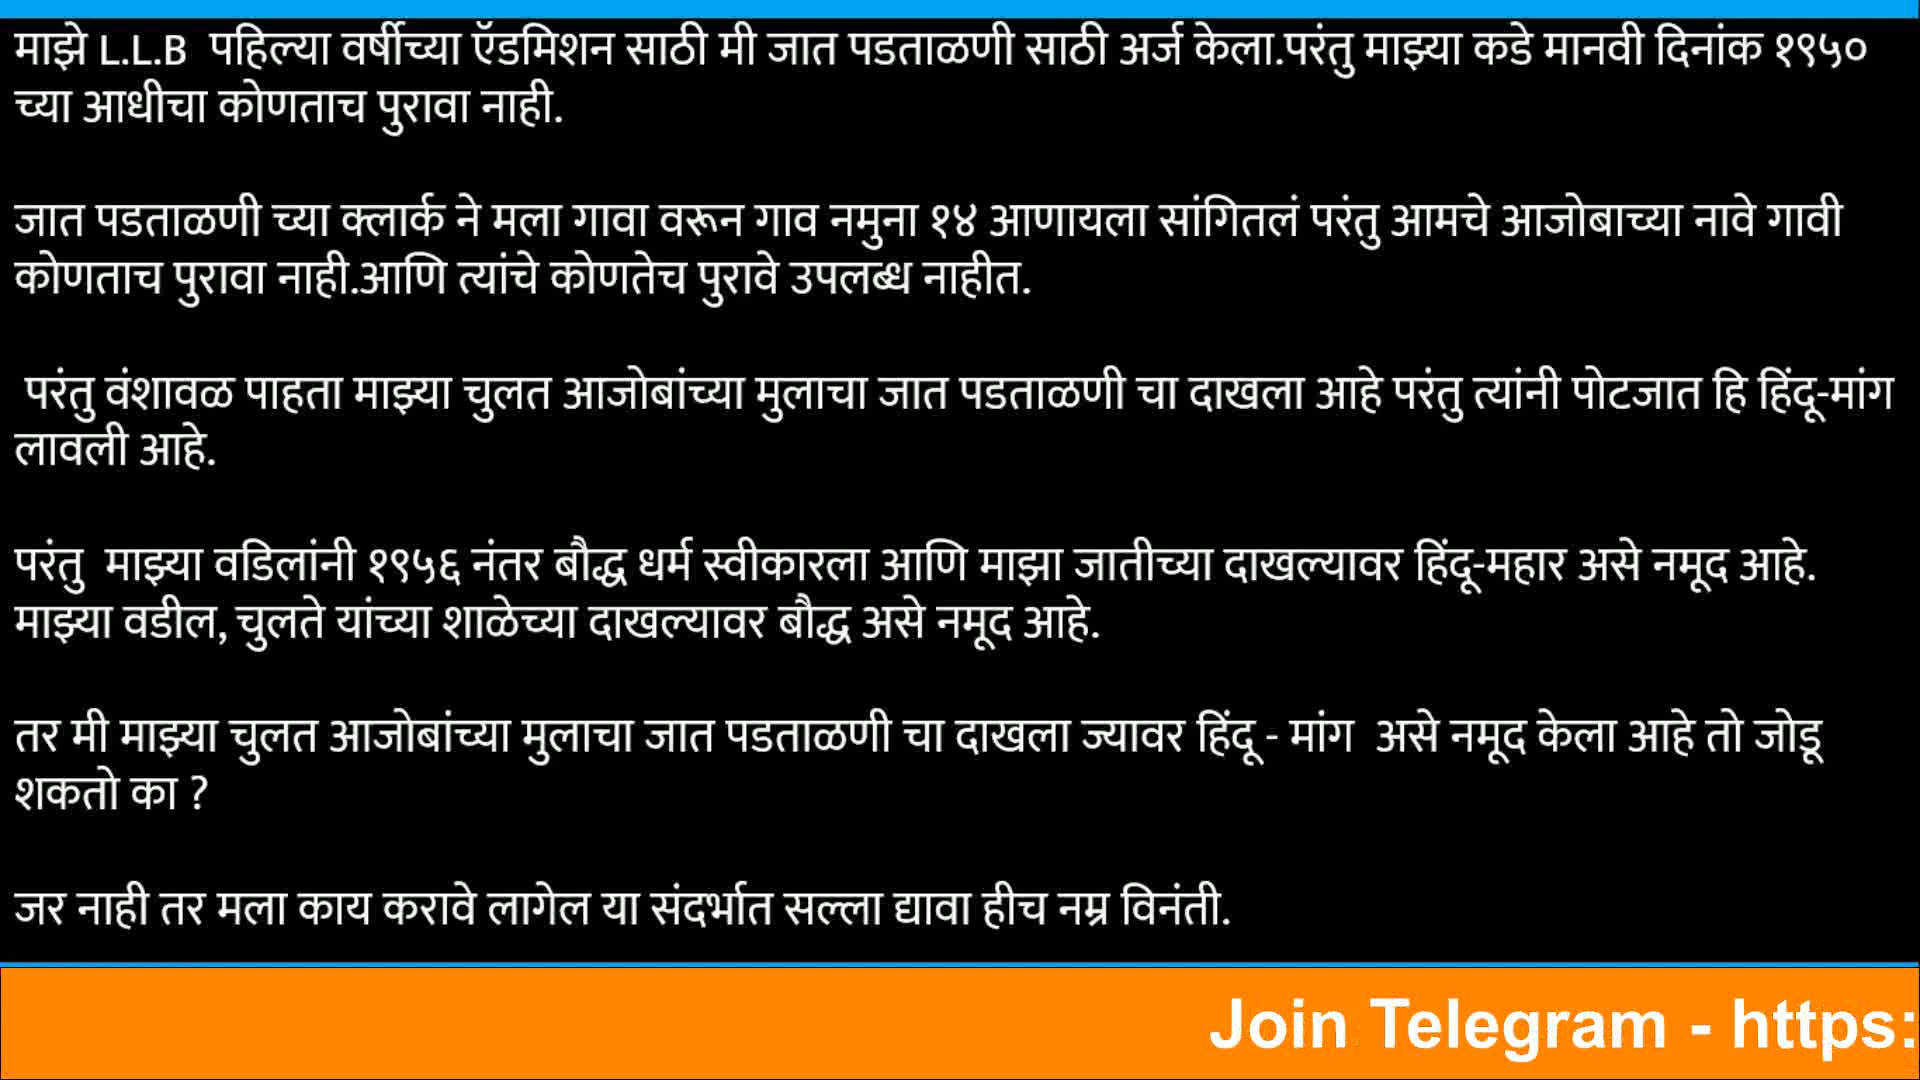 माझे L.L.B  पहिल्या वर्षीच्या ऍडमिशन साठी मी जात पडताळणी साठी अर्ज केला.परंतु माझ्या कडे मानवी दिनांक १९५०
च्या आधीचा कोणताच पुरावा नाही.
जात पडताळणी च्या क्लार्क ने मला गावा वरून गाव नमुना १४ आणायला सांगितलं परंतु आमचे आजोबाच्या नावे गावी
कोणताच पुरावा नाही.आणि त्यांचे कोणतेच पुरावे उपलब्ध नाहीत.
परंतु वंशावळ पाहता माझ्या चुलत आजोबांच्या मुलाचा जात पडताळणी चा दाखला आहे परंतु त्यांनी पोटजात हि हिंदू-मांग
लावली आहे.
परंतु  माझ्या वडिलांनी १९५६ नंतर बौद्ध धर्म स्वीकारला आणि माझा जातीच्या दाखल्यावर हिंदू-महार असे नमूद आहे.
माझ्या वडील, चुलते यांच्या शाळेच्या दाखल्यावर बौद्ध असे नमूद आहे.
तर मी माझ्या चुलत आजोबांच्या मुलाचा जात पडताळणी चा दाखला ज्यावर हिंदू - मांग  असे नमूद केला आहे तो जोडू
शकतो का ?
जर नाही तर मला काय करावे लागेल या संदर्भात सल्ला द्यावा हीच नम्र विनंती.
Join Telegram - https: